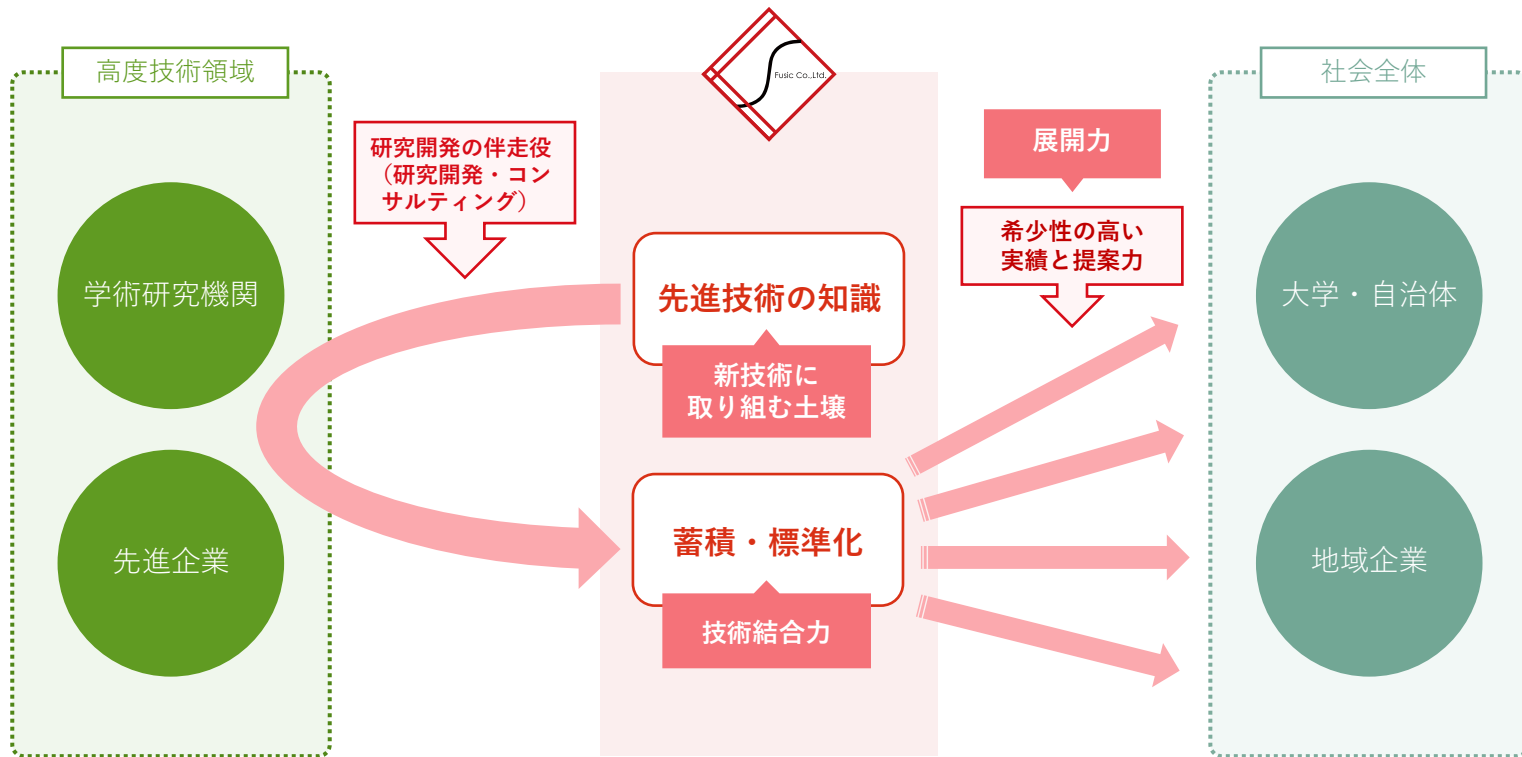 高度技術領域
学術研究機関
先進企業
研究開発の伴走役
（研究開発・コン
サルティング）
Fusic Co.,Ltd.
先進技術の知識
新技術に
取り組む土壌
蓄積・標準化
技術結合力
展開力
希少性の高い
実績と提案力
社会全体
大学・自治体
地域企業